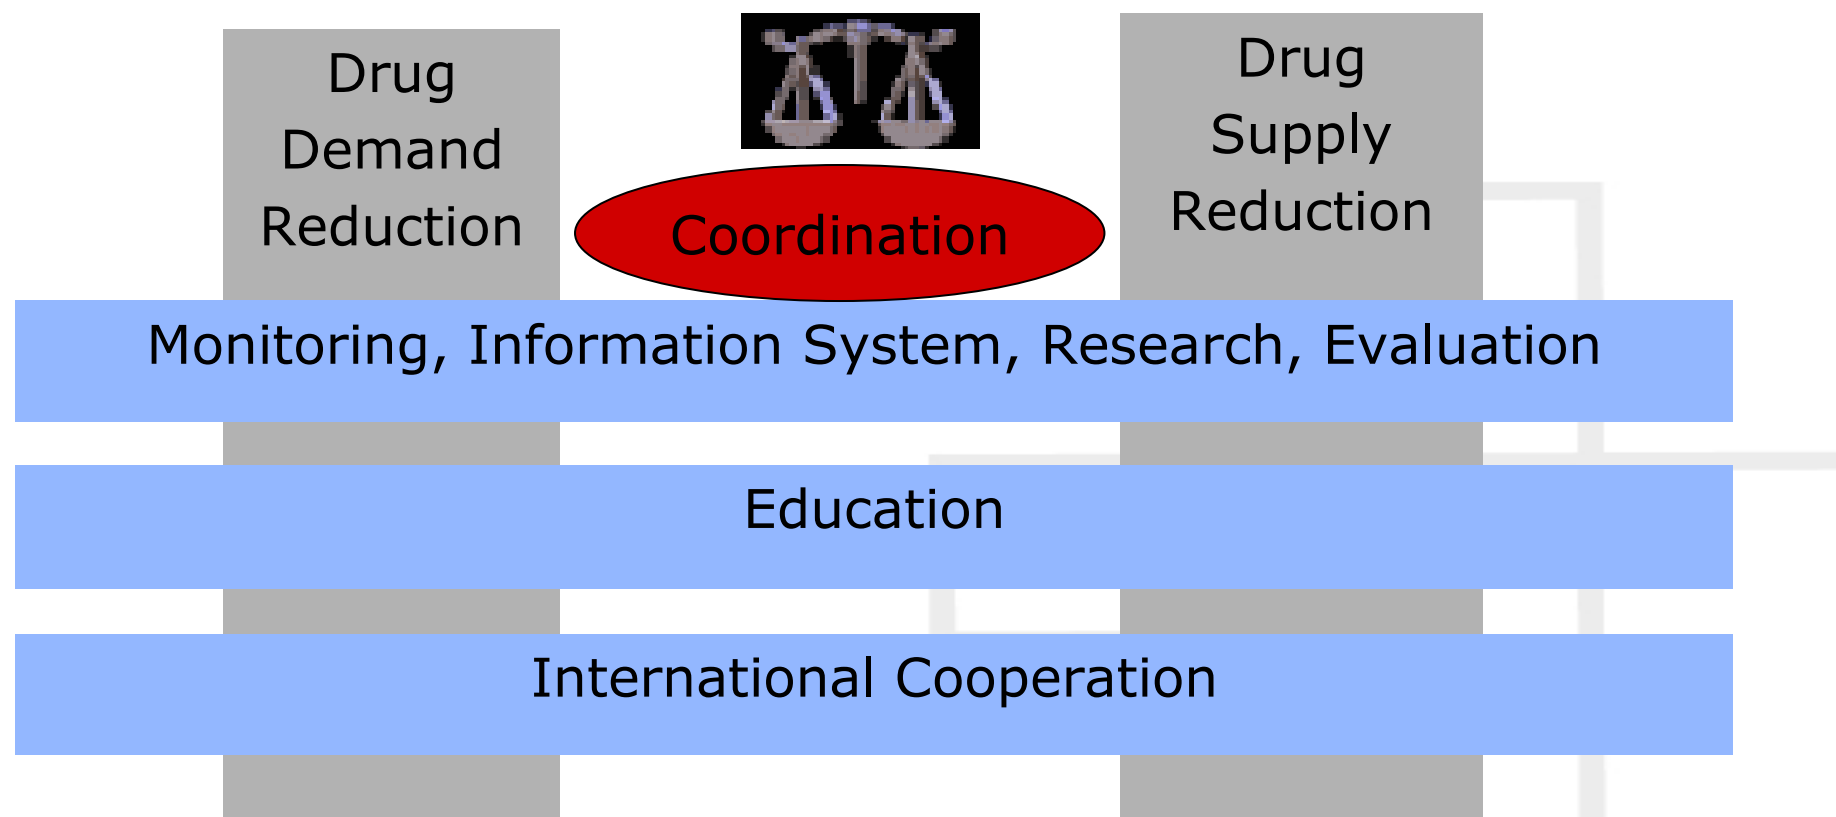 Drug
Demand
Reduction
Coordination
Drug
Supply
Reduction
Monitoring, Information System, Research, Evaluation
Education
International Cooperation